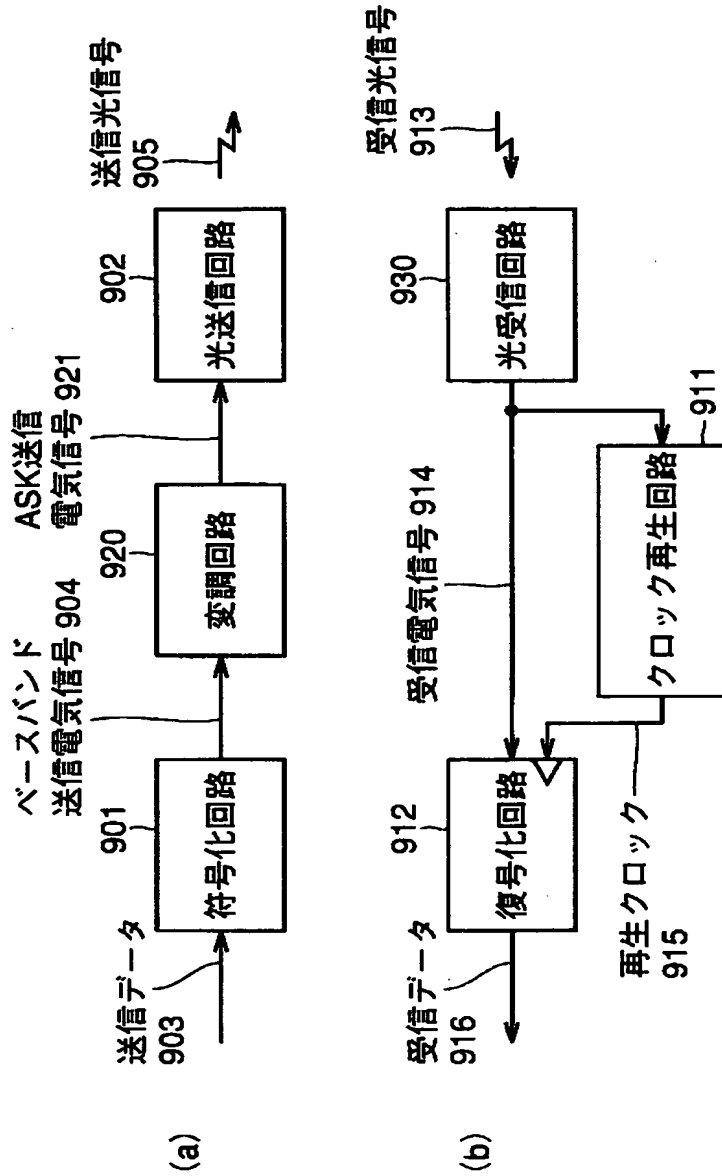 (a)
送信データ
903
901
符号化回路
ベースバンド
送信電気信号 904
920
変調回路
ASK送信
電気信号 921
902
光送信回路
送信光信号
905
(b)
受信データ
916
912
復号化回路
再生クロック
915
受信電気信号 914
クロック再生回路
911
930
光受信回路
受信光信号
913